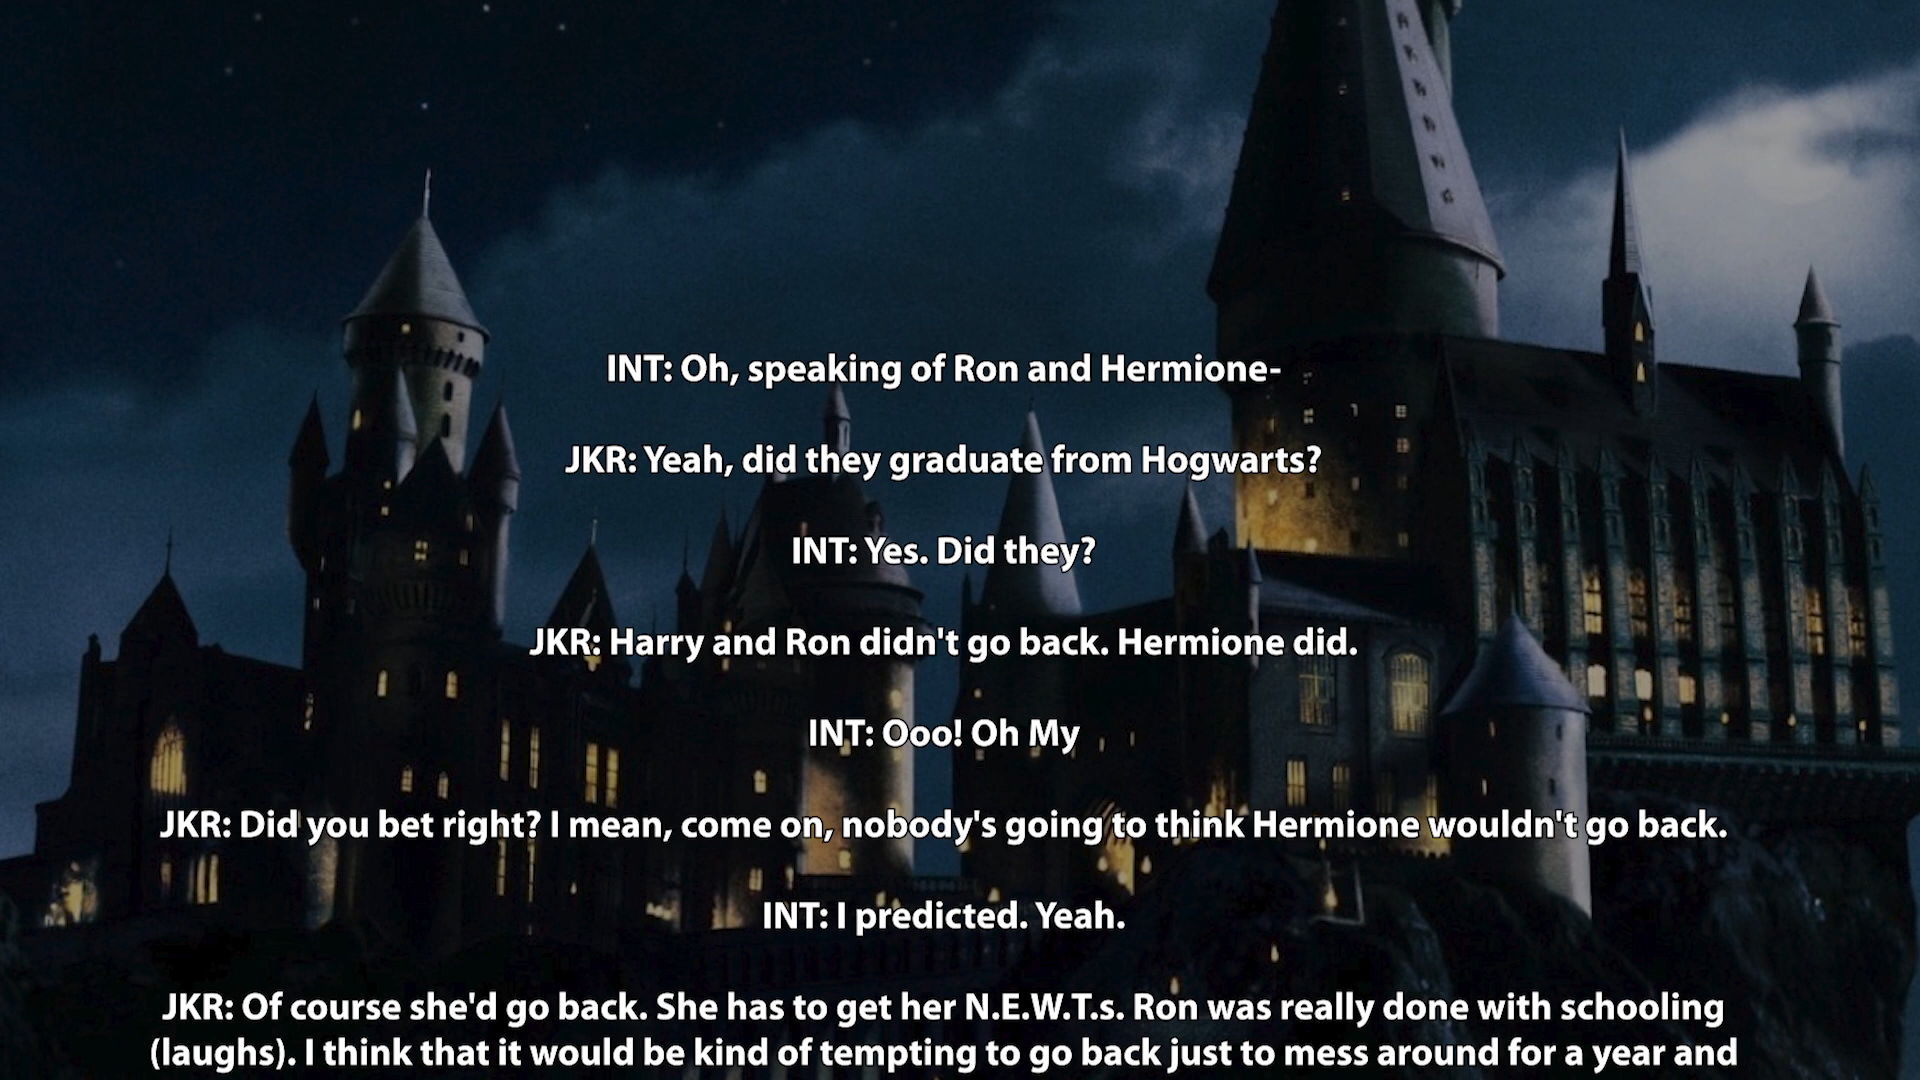 INT: Oh, speaking of Ron and Hermione-
JKR: Yeah, did they graduate from Hogwarts?
INT: Yes. Did they?
JKR: Harry and Ron didn't go back. Hermione did.
INT: Ooo! Oh My
JKR: Did you bet right? I mean, come on, nobody's going to think Hermione wouldn't go back.
INT: I predicted. Yeah.
JKR: Of course she'd go back. She has to get her N.E.W.T.s. Ron was really done with schooling
(laughs). I think that it would be kind of tempting to go back just to mess around for a year and